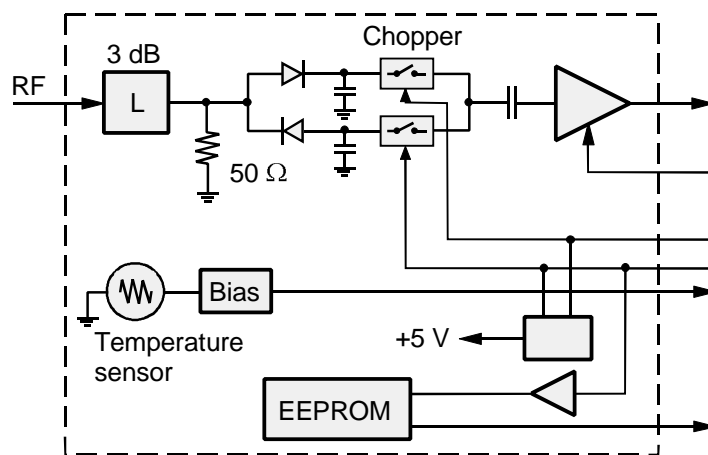 3 dB
Chopper
RF
L
50 Ω
Bias
Temperature
sensor
+5 V
EEPROM